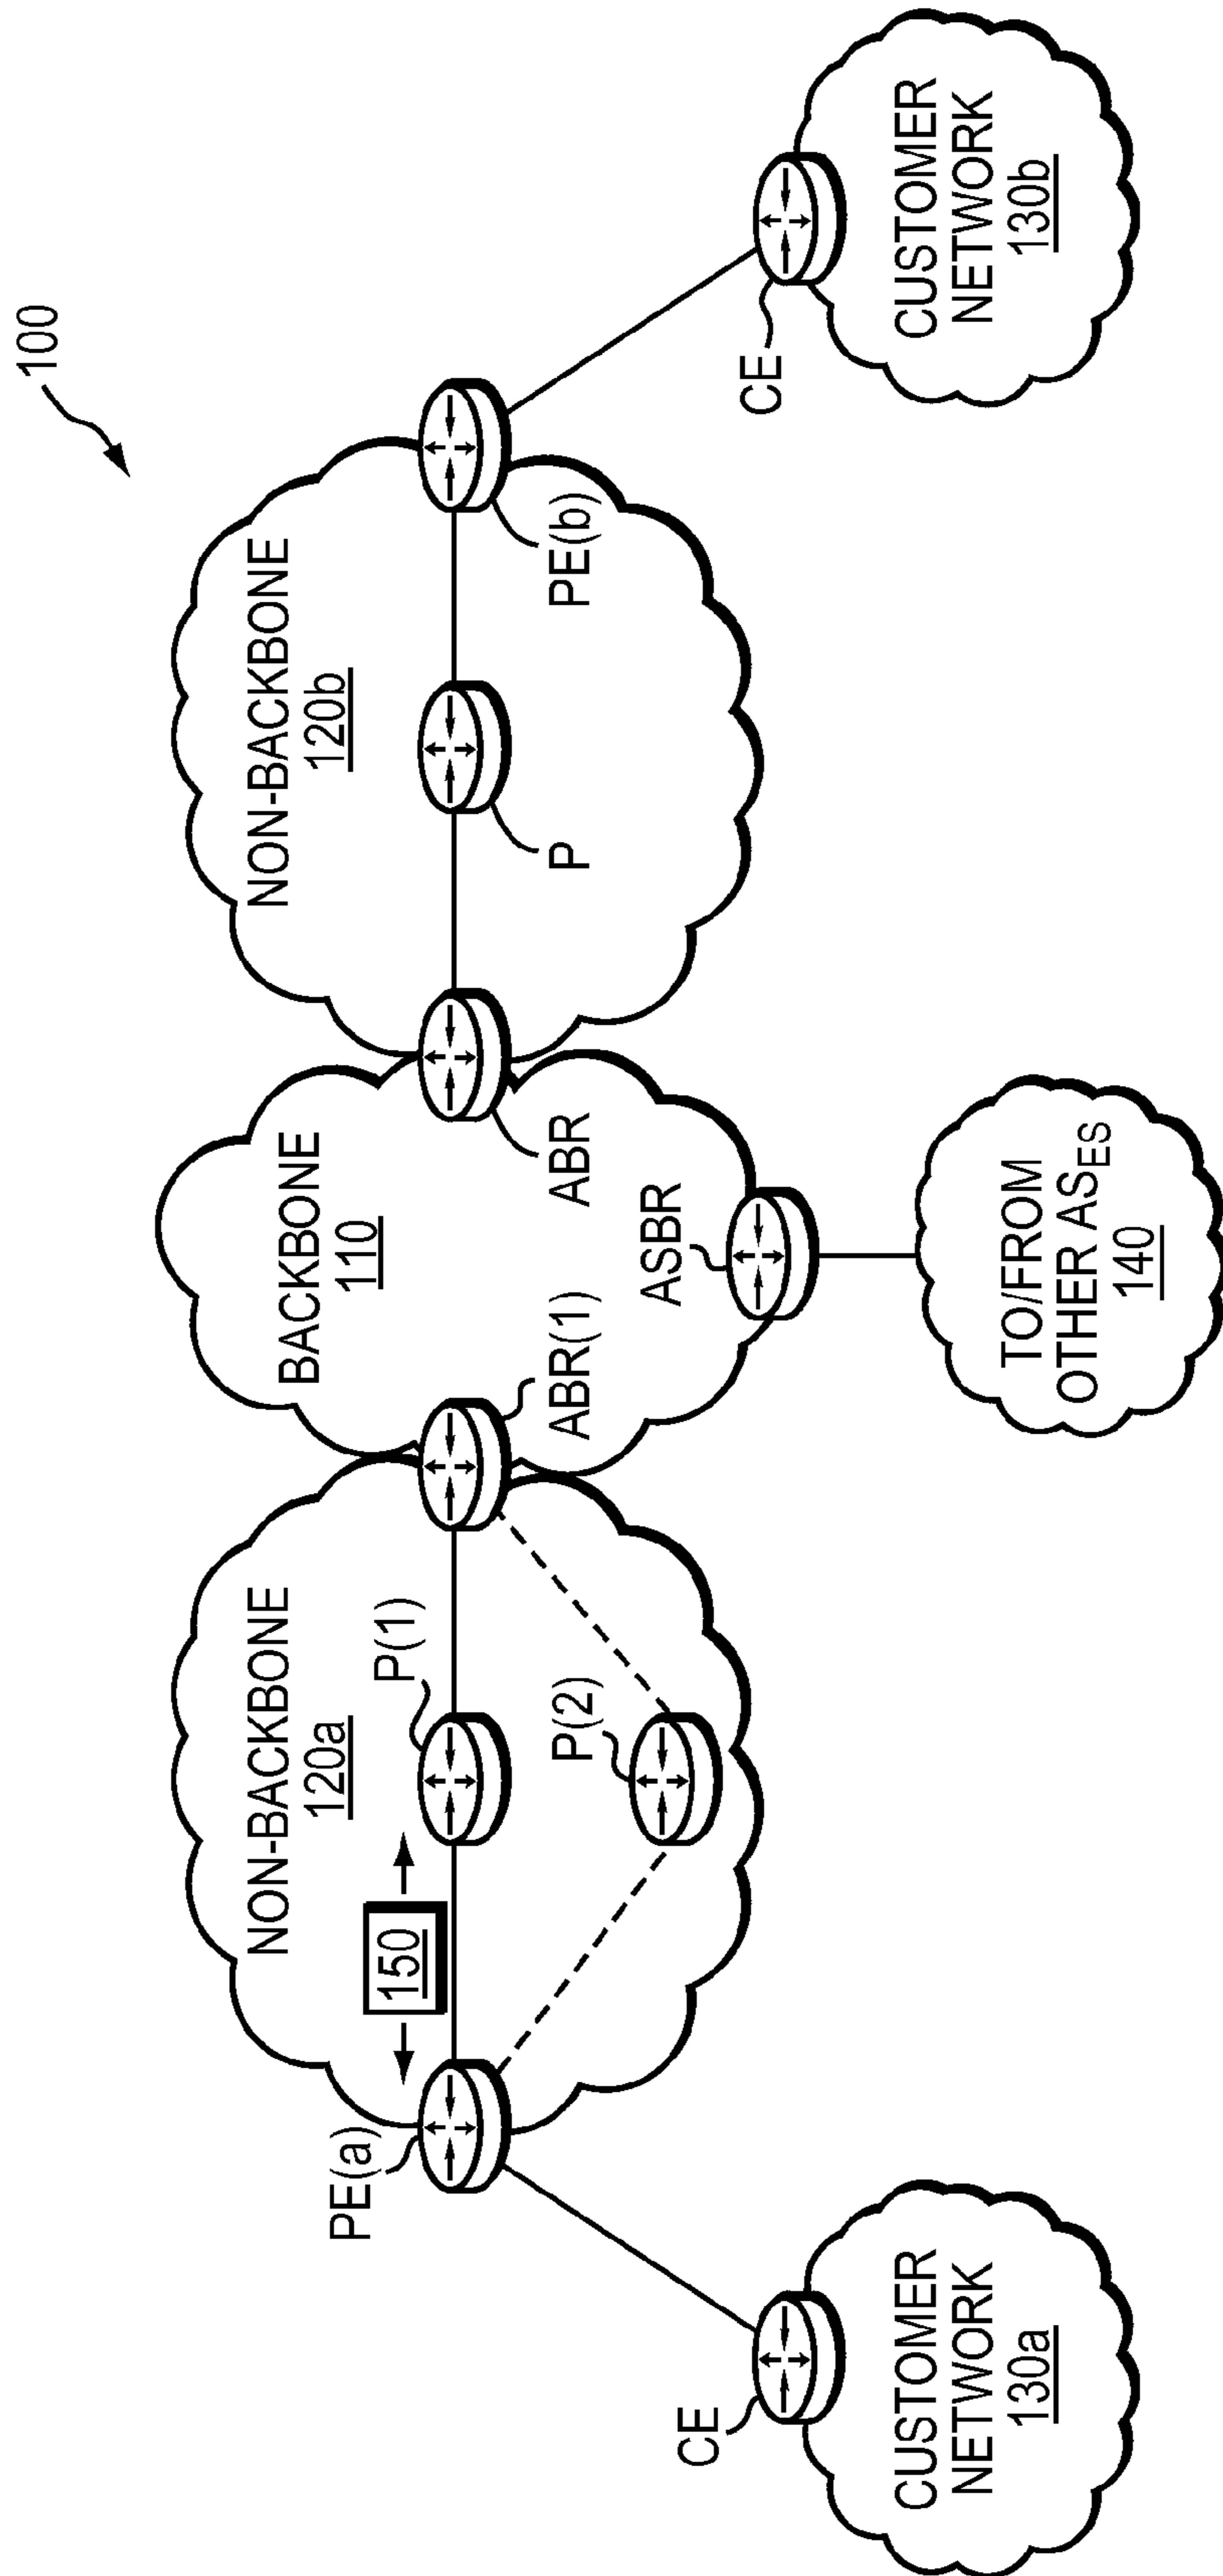 100
NON-BACKBONE
120a
BACKBONE
110
NON-BACKBONE
120b
PE(a)
150
P(1)
P(2)
ABR(1)
ABR
P
PE(b)
ASBR
CE
CE
CUSTOMER
NETWORK
130a
TO/FROM
OTHER ASES
140
CUSTOMER
NETWORK
130b